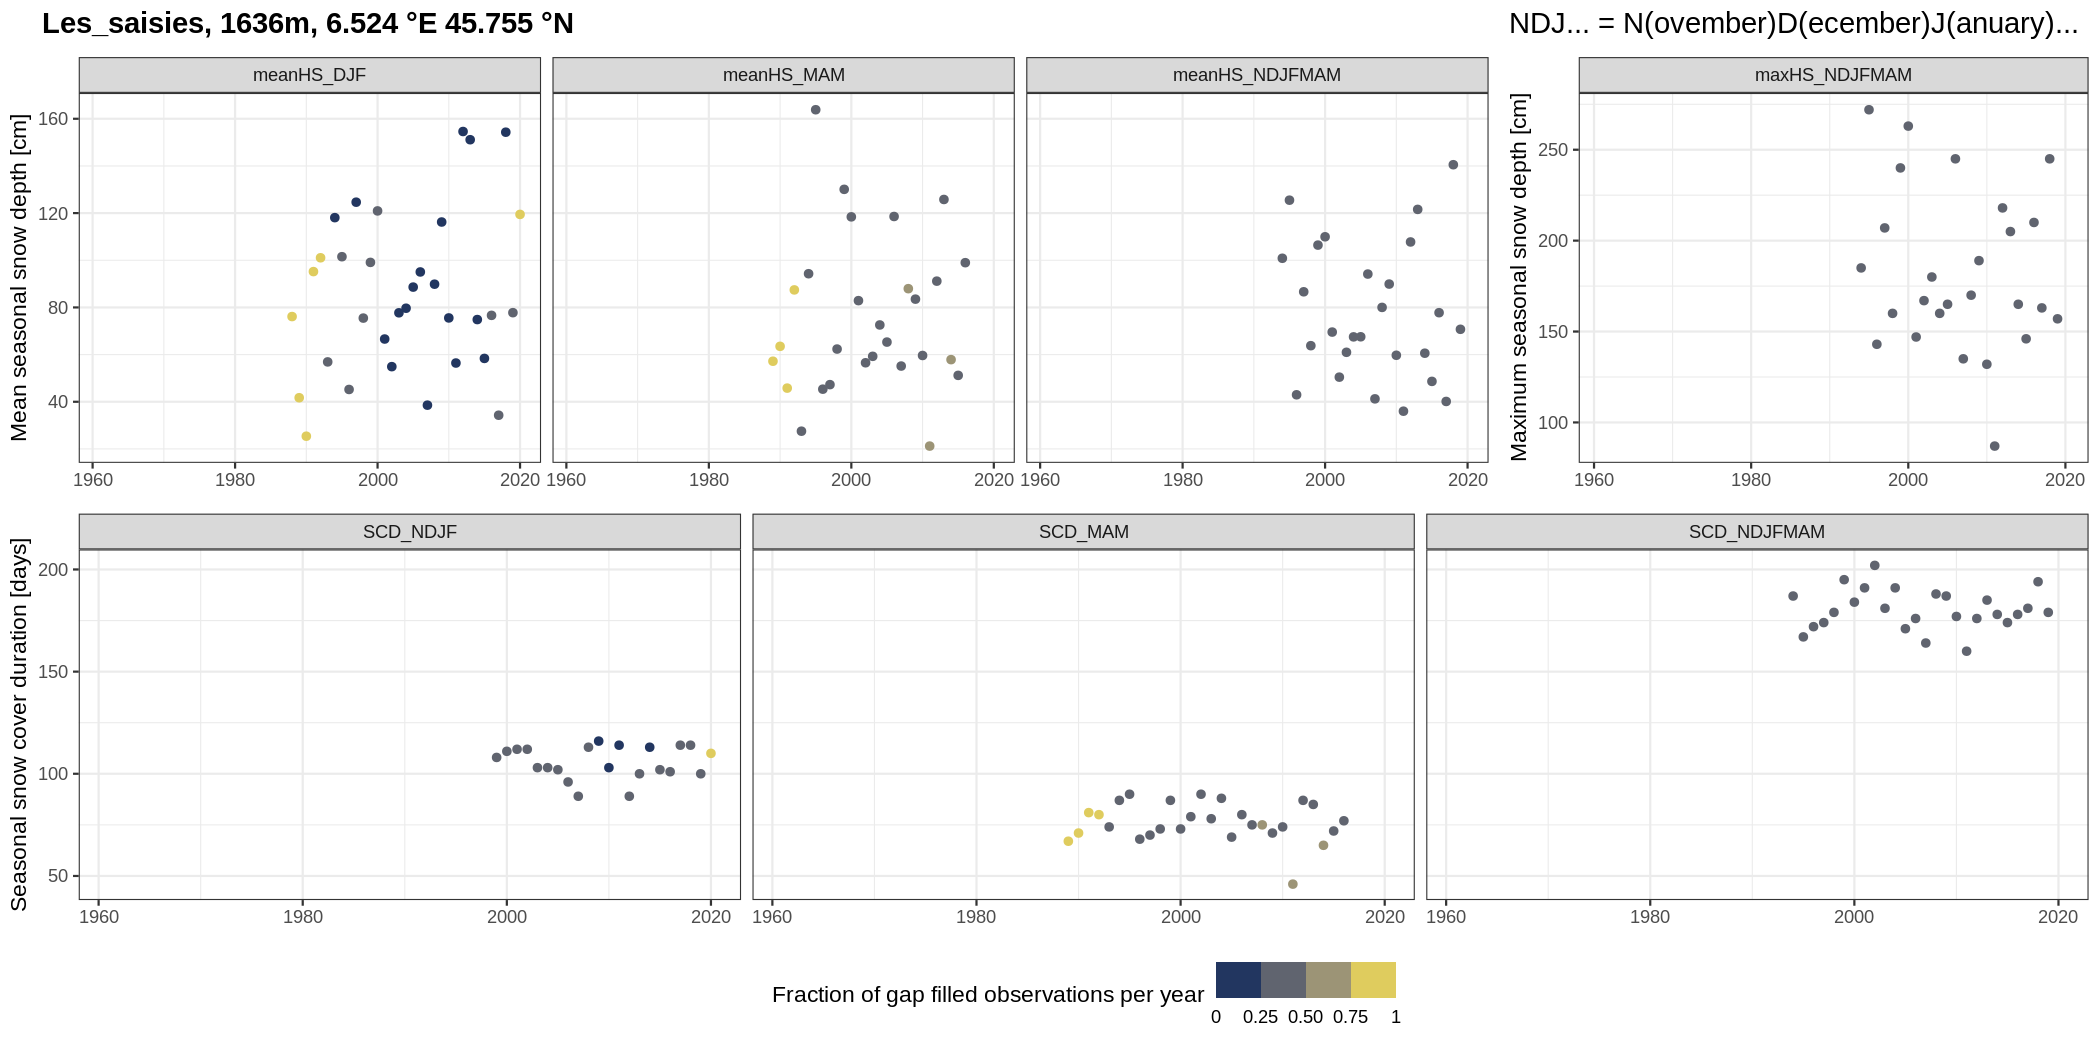 Les_saisies, 1636m, 6.524 °E 45.755 °N
NDJ... = N(ovember)D(ecember)J(anuary)...
meanHS_DJF
meanHS_MAM
meanHS_NDJFMAM
maxHS_NDJFMAM
Mean seasonal snow depth [cm]
160
120
80
40
1960 1980 2000 2020
1960 1980 2000 2020
1960 1980 2000 2020
Maximum seasonal snow depth [cm]
250
200
150
100
1960 1980 2000 2020
SCD_NDJF
SCD_MAM
SCD_NDJFMAM
Seasonal snow cover duration [days]
200
150
100
50
1960 1980 2000 2020
1960 1980 2000 2020
1960 1980 2000 2020
Fraction of gap filled observations per year
0 0.25 0.50 0.75 1